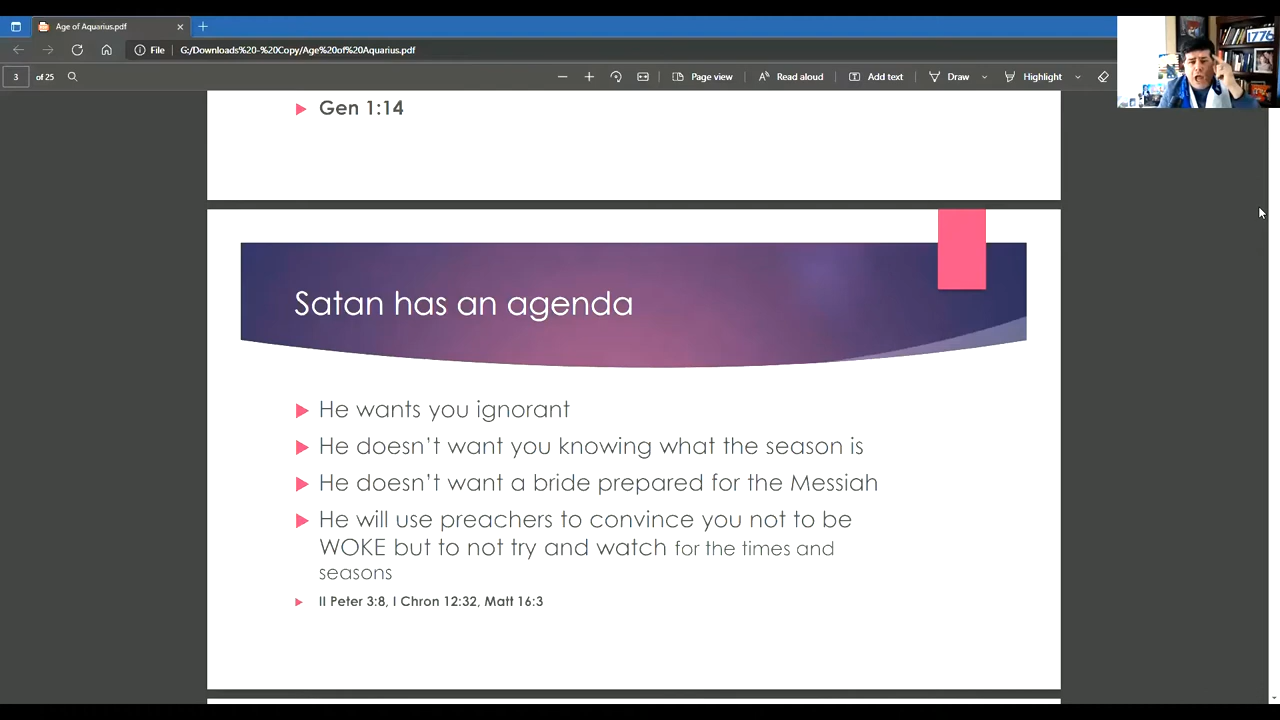 Age of Aquarius.pdf
File
G:/Downloads%20-%20Copy/Age%20of%20Aquarius.pdf
3 of 25
Page view
Read aloud
Add text
Draw
Highlight
1776
Gen 1:14
Satan has an agenda
He wants you ignorant
He doesn't want you knowing what the season is
He doesn't want a bride prepared for the Messiah
He will use preachers to convince you not to be
WOKE but to not try and watch for the times and
seasons
II Peter 3:8, I Chron 12:32, Matt 16:3